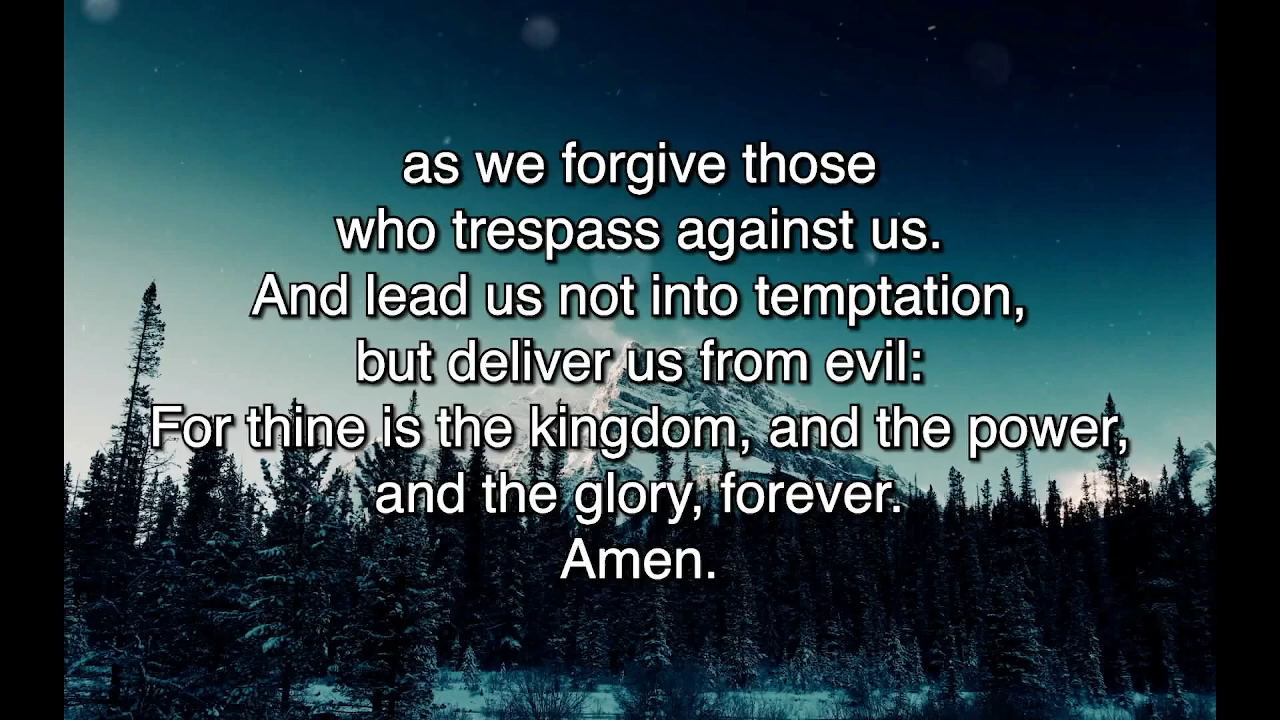 as we forgive those
who trespass against us.
And lead us not into temptation,
but deliver us from evil:
For thine is the kingdom, and the power,
and the glory, forever.
Amen.